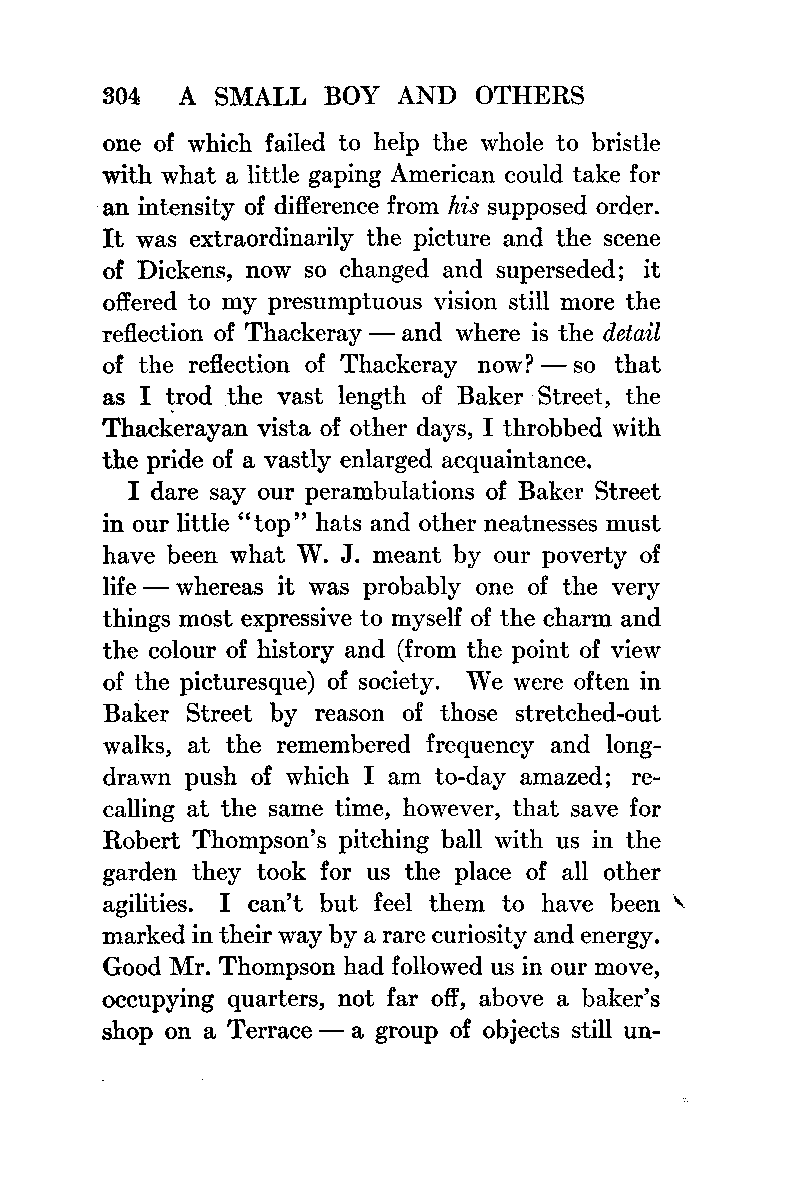 304 A SMALL BOY AND OTHERS
one of which failed to help the whole to bristle
with what a little gaping American could take for
an intensity of difference from his supposed order.
It was extraordinarily the picture and the scene
of Dickens, now so changed and superseded; it
offered to my presumptuous vision still more the
reflection of Thackeray — and where is the detail
of the reflection of Thackeray now? — so that
as I trod the vast length of Baker Street, the
Thackerayan vista of other days, I throbbed with
the pride of a vastly enlarged acquaintance.
I dare say our perambulations of Baker Street
in our little “top” hats and other neatnesses must
have been what W. J. meant by our poverty of
life — whereas it was probably one of the very
things most expressive to myself of the charm and
the colour of history and (from the point of view
of the picturesque) of society. We were often in
Baker Street by reason of those stretched-out
walks, at the remembered frequency and long-
drawn push of which I am to-day amazed; re-
calling at the same time, however, that save for
Robert Thompson's pitching ball with us in the
garden they took for us the place of all other
agilities. I can't but feel them to have been
marked in their way by a rare curiosity and energy.
Good Mr. Thompson had followed us in our move,
occupying quarters, not far off, above a baker's
shop on a Terrace — a group of objects still un-